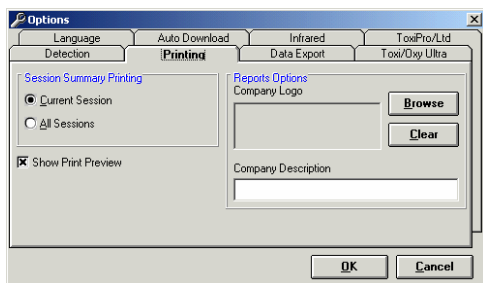 Options
Language Auto Download Infrared ToxiPro/Ltd
Detection Printing Data Export Toxi/Oxy Ultra
Session Summary Printing
Current Session
All Sessions
Show Print Preview
Reports Options
Company Logo
Browse
Clear
Company Description
OK Cancel